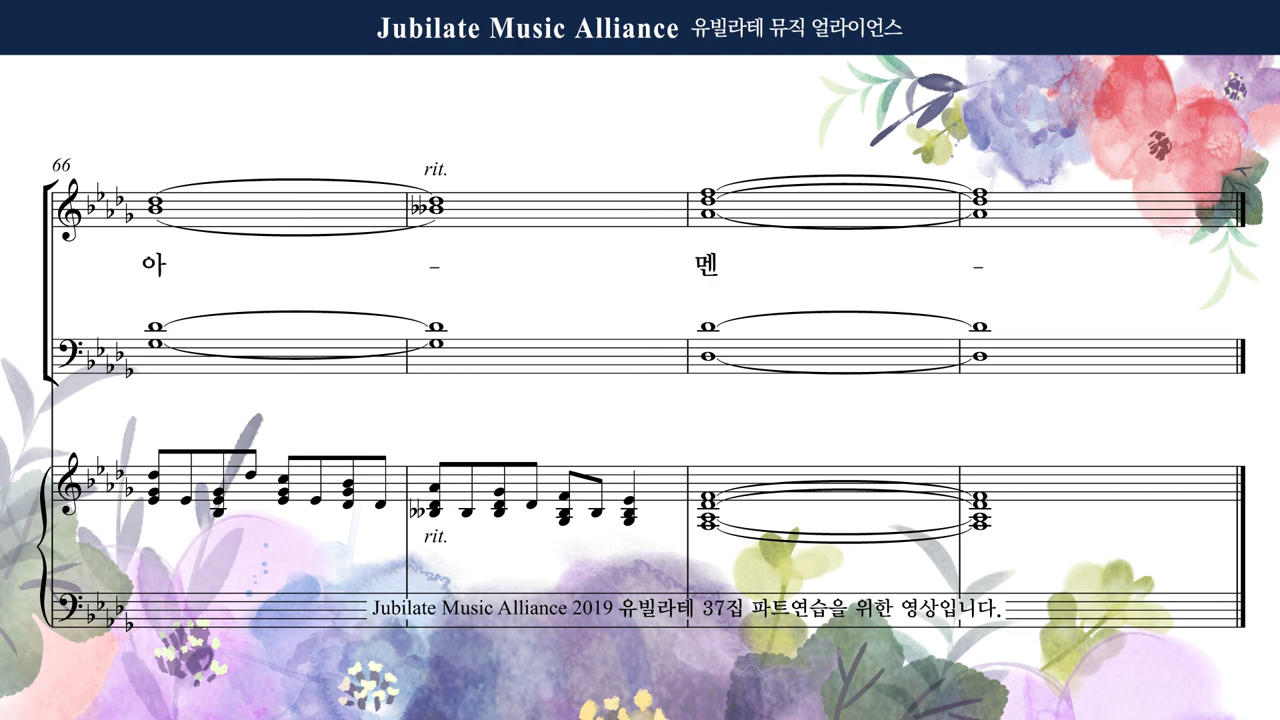 Jubilate Music Alliance 유빌라테 뮤직 얼라이언스
66
rit.
아 – 멘 –
rit.
Jubilate Music Alliance 2019 유빌라테 37집 파트연습을 위한 영상입니다.